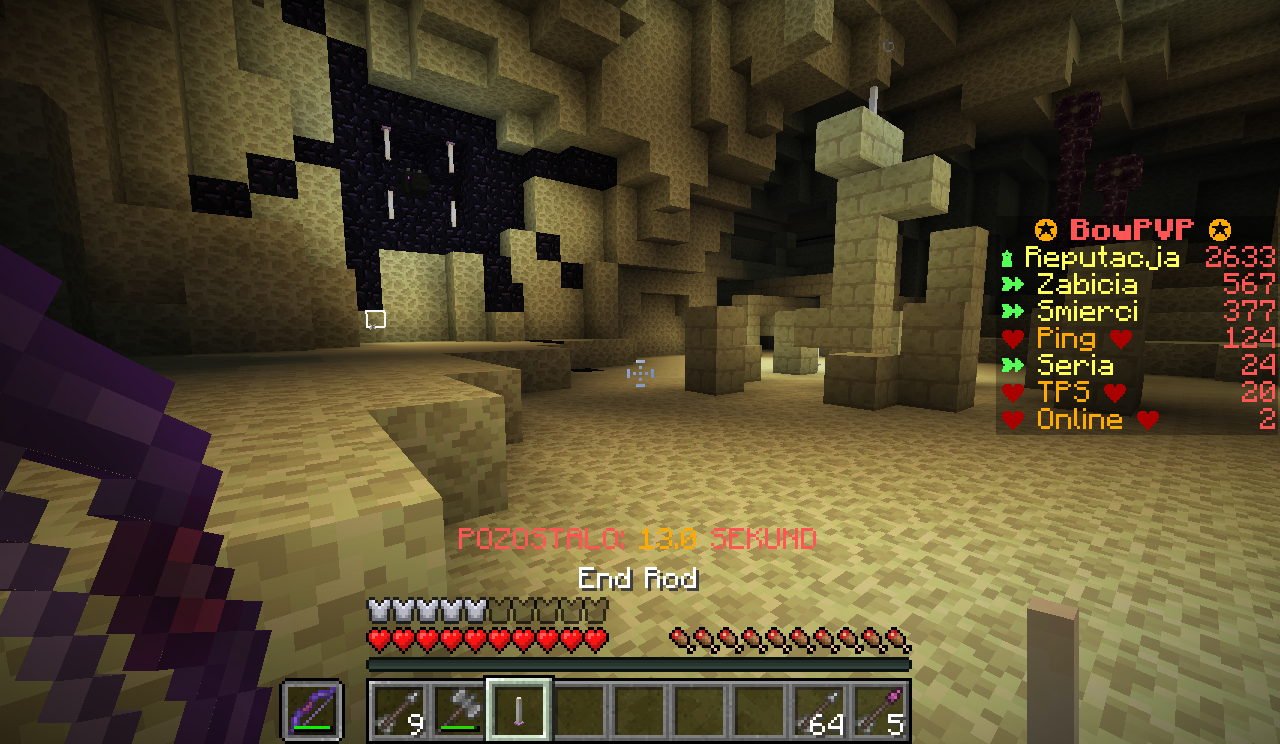 BowPVP
Reputacja 2633
Zabicia 567
Smierci 377
Ping 124
Seria 24
TPS 20
Online 2
POZOSTALO: 13,0 SEKUND
End Rod
9 64 5